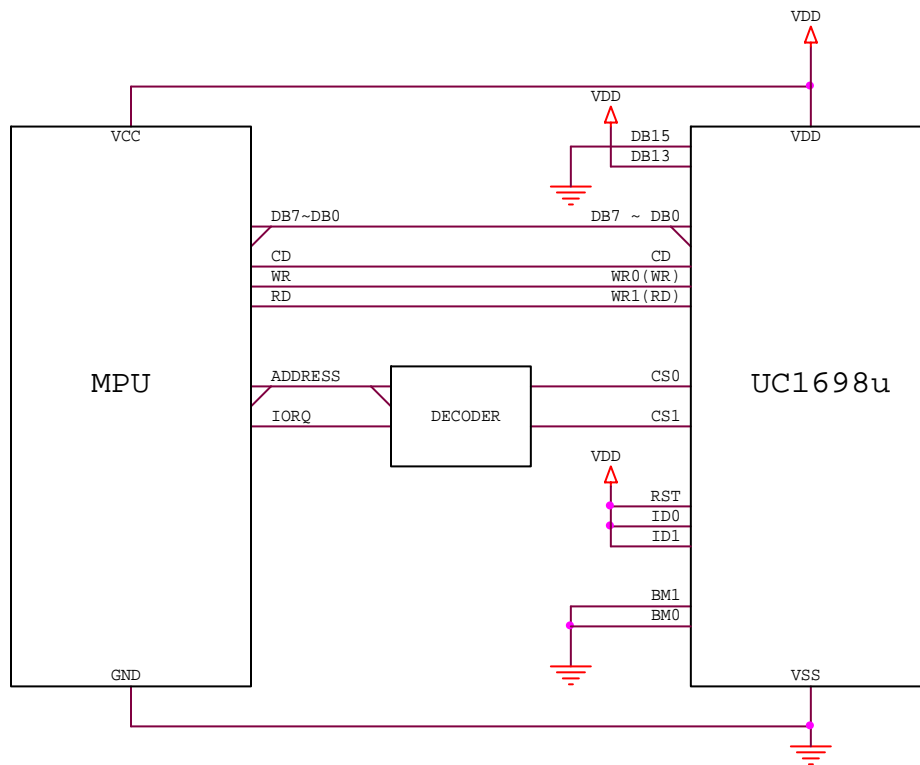 VDD
VDD
VCC
DB15
VDD
DB13
DB7~DB0
DB7 ~ DB0
CD
CD
WR
WR0(WR)
RD
WR1(RD)
MPU
ADDRESS
CS0
UC1698u
IORQ
DECODER
CS1
VDD
RST
ID0
ID1
BM1
BM0
GND
VSS